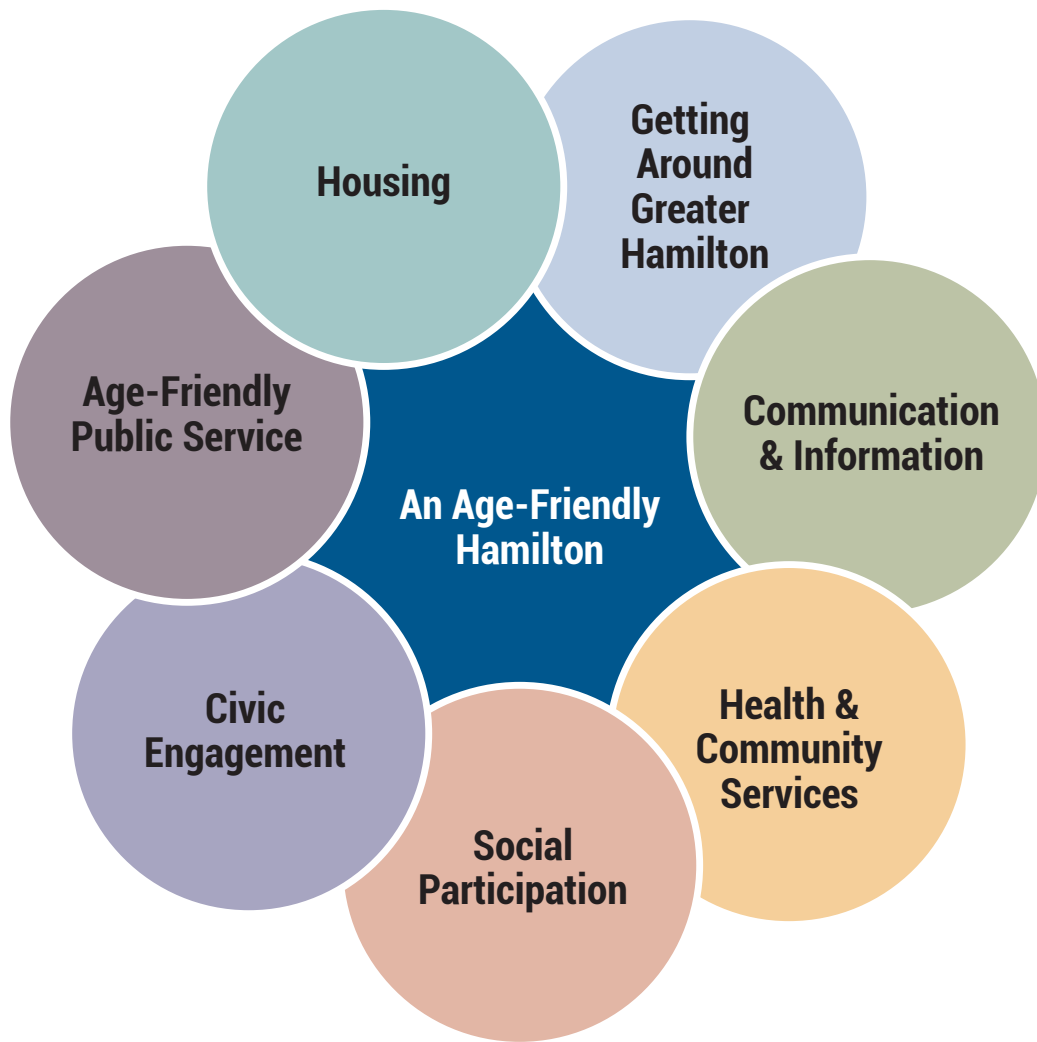 Housing
Getting
Around
Greater
Hamilton
Age-Friendly
Public Service
Communication
& Information
An Age-Friendly
Hamilton
Civic
Engagement
Health &
Community
Services
Social
Participation